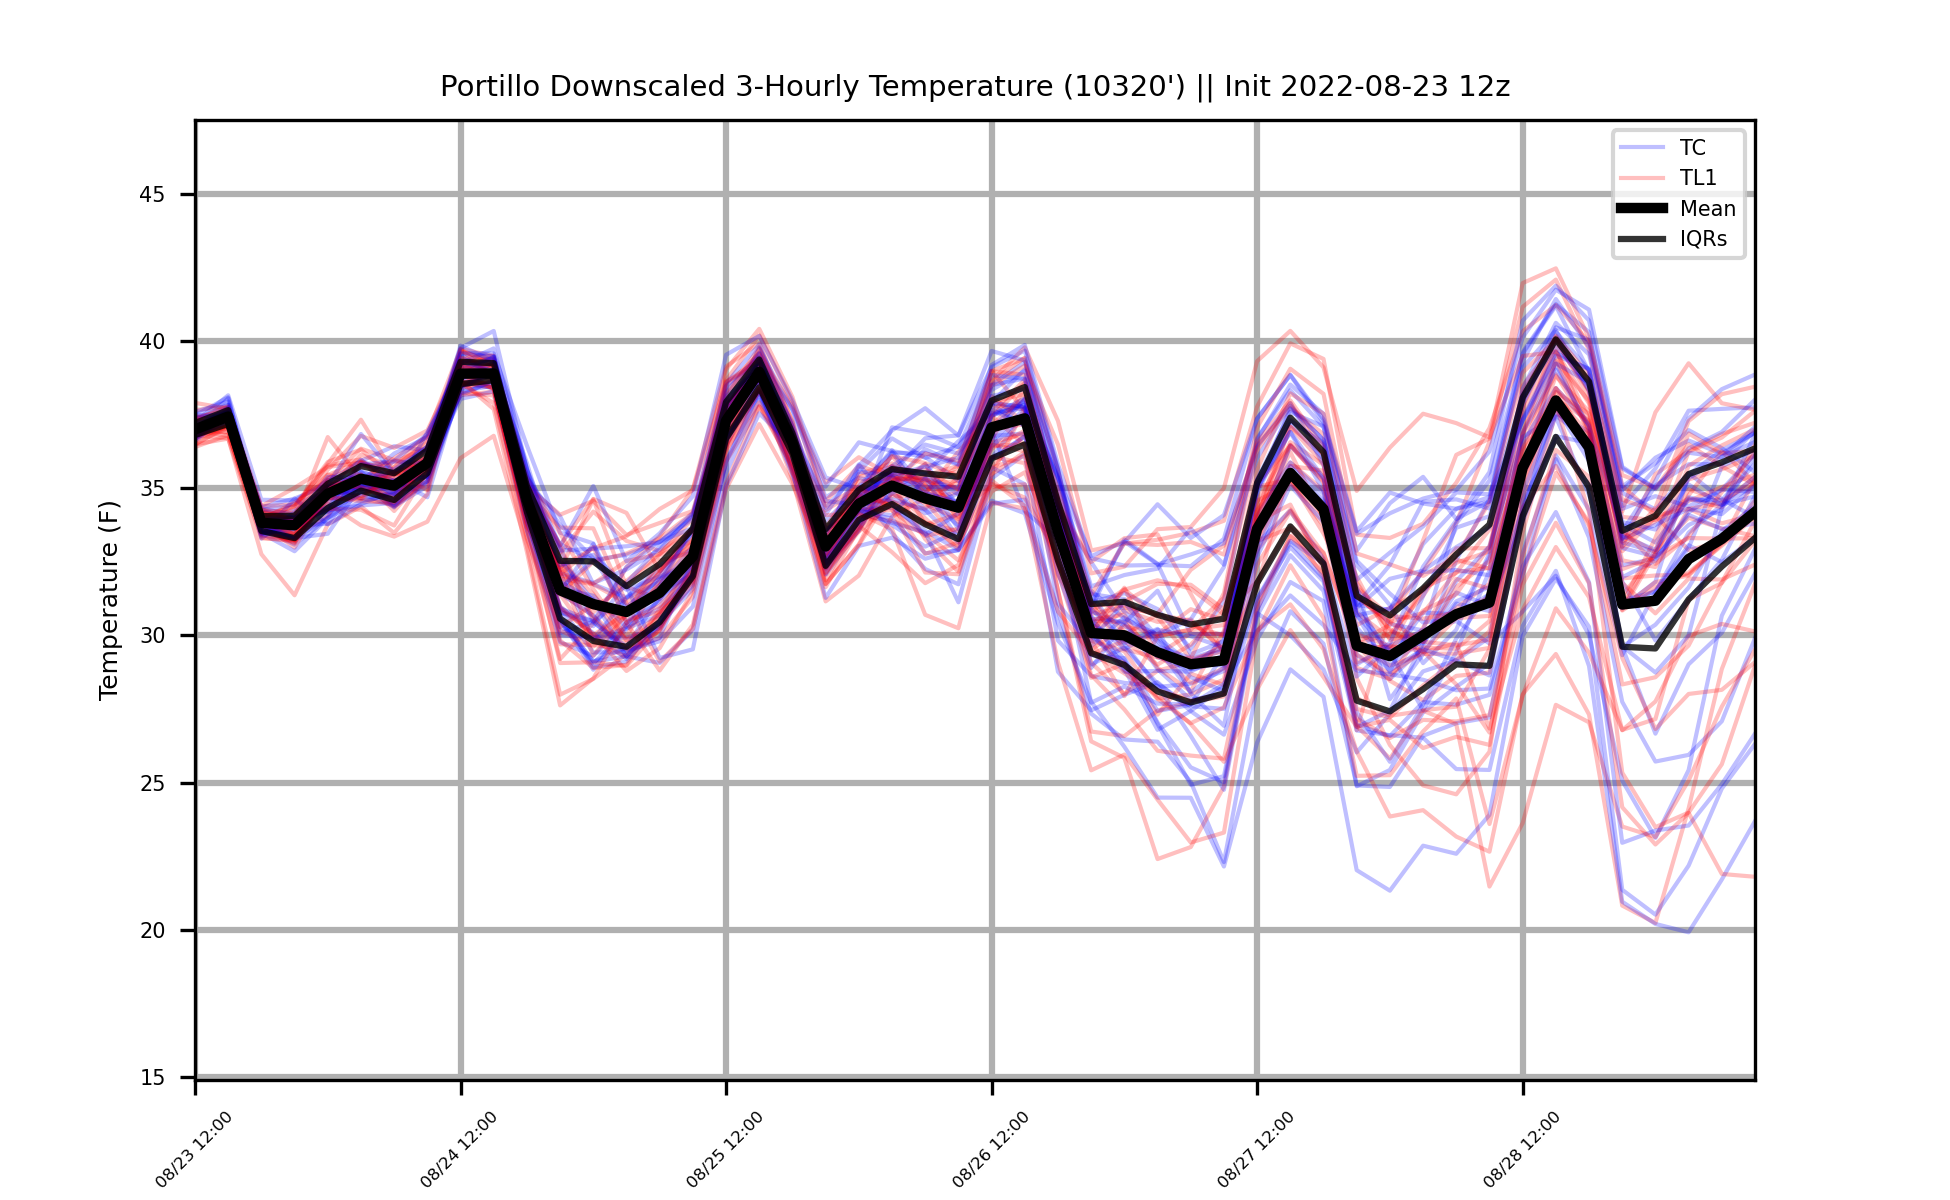 Portillo Downscaled 3-Hourly Temperature (10320') || Init 2022-08-23 12z
TC
TL1
Mean
IQRs
Temperature (F)
45
40
35
30
25
20
15
08/23 12:00
08/24 12:00
08/25 12:00
08/26 12:00
08/27 12:00
08/28 12:00